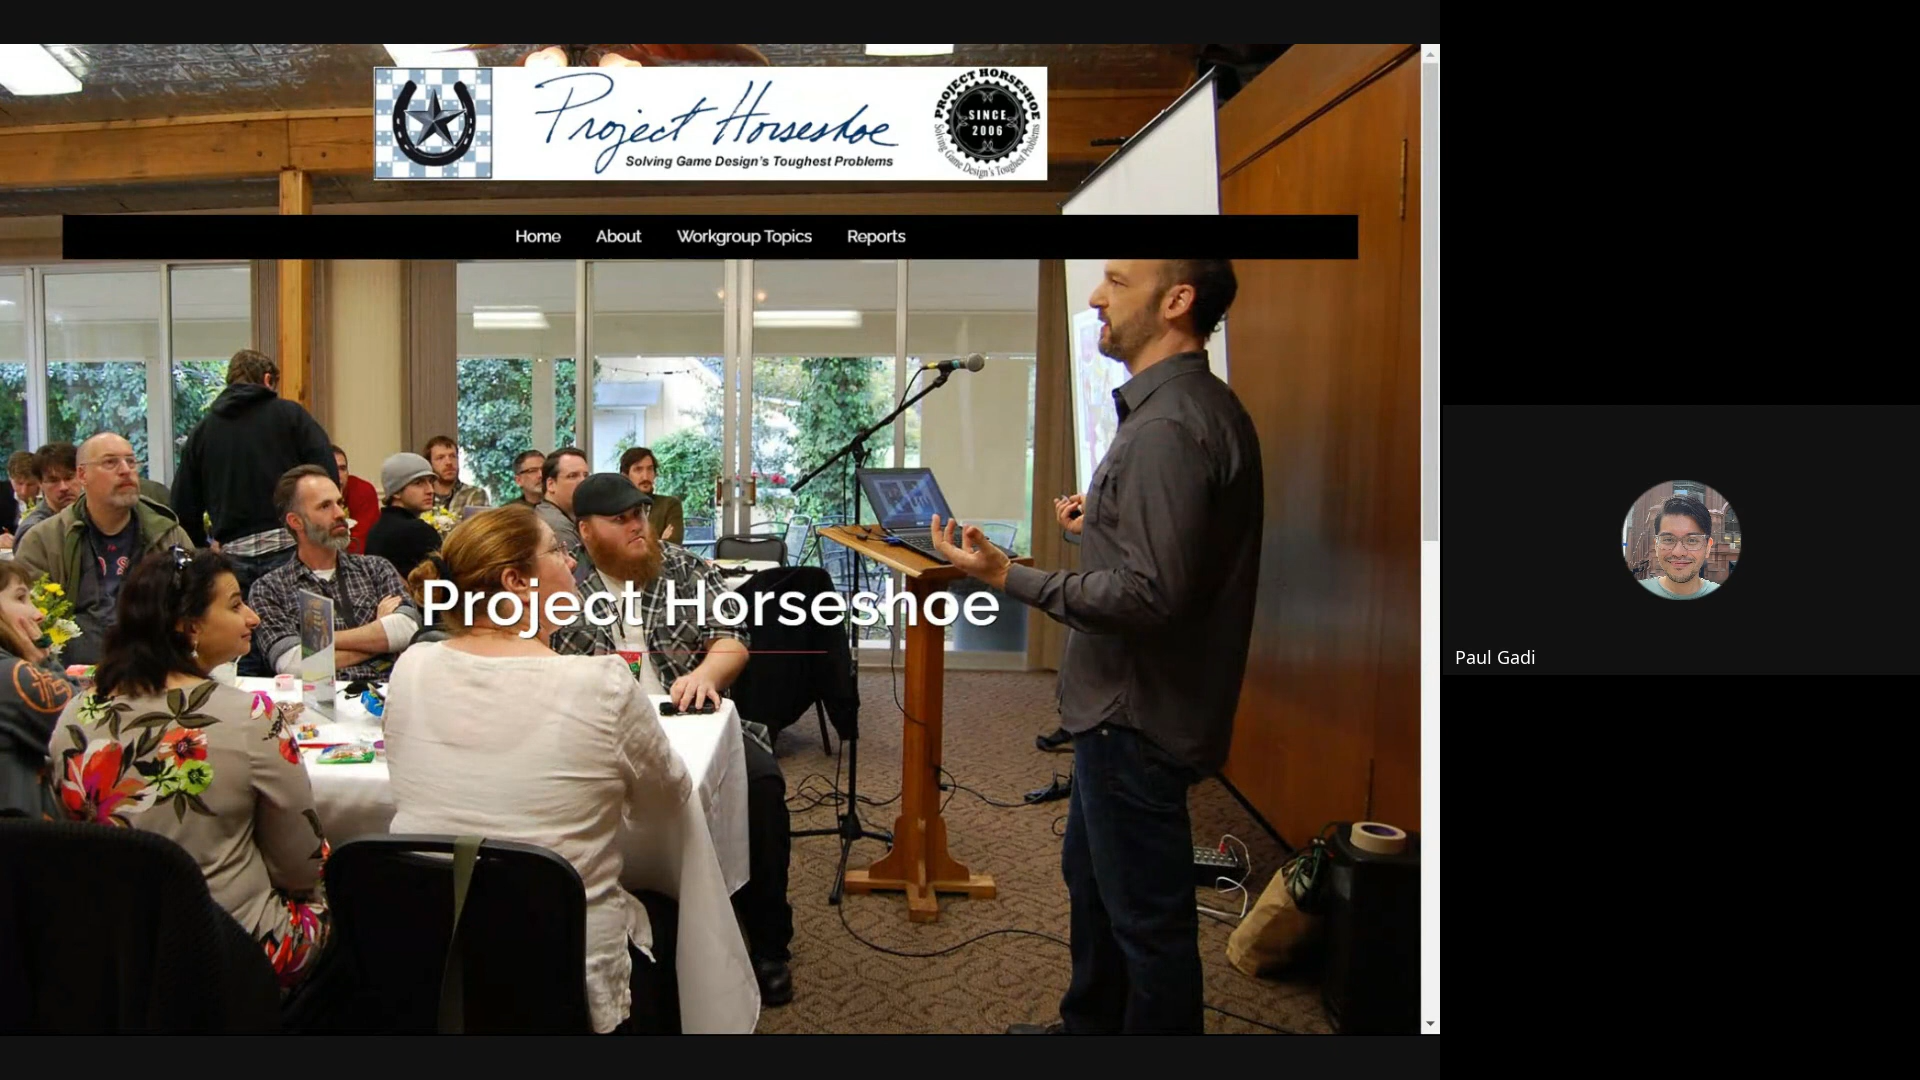 Project Horseshoe
Solving Game Design's Toughest Problems
PROJECT HORSESHOE
SINCE
2006
Solving Game Design's Toughest Problems
Home About Workgroup Topics Reports
Project Horseshoe
Paul Gadi